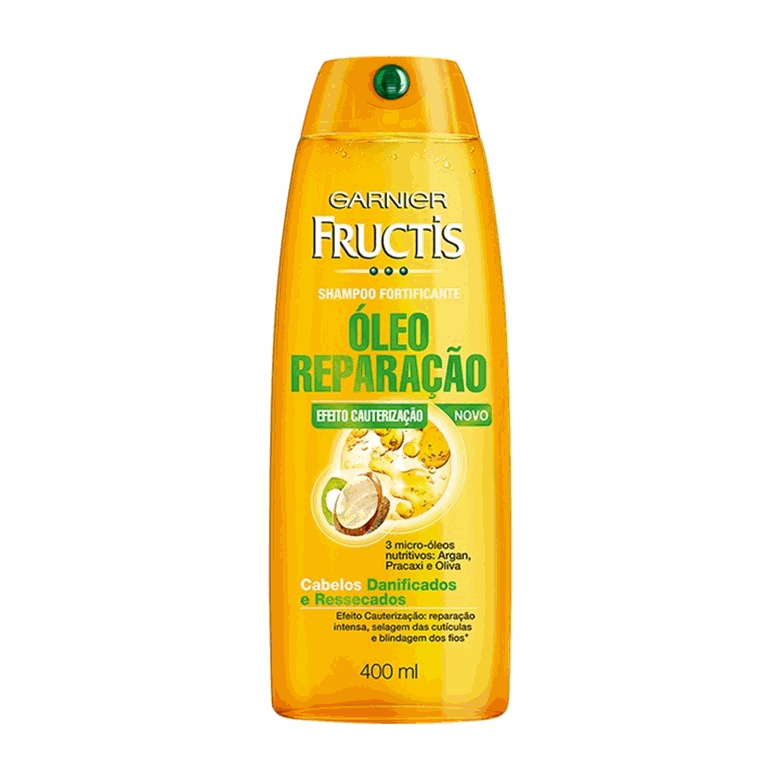 GARNIER
FRUCTIS
SHAMPOO FORTIFICANTE
ÓLEO
REPARAÇÃO
EFEITO CAUTERIZAÇÃO NOVO
3 micro-óleos
nutritivos: Argan,
Pracaxi e Oliva
Cabelos Danificados
e Ressecados
Efeito Cauterização: reparação
intensa, selagem das cutículas
e blindagem dos fios*
400 ml